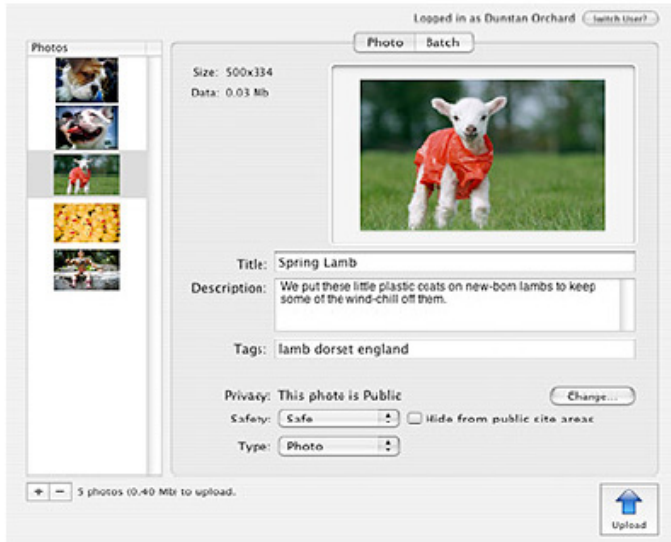 Logged in as Dunstan Orchard Switch User?
Photos
Photo Batch
Size: 500x334
Data: 0.03 Mb
Title: Spring Lamb
Description: We put these little plastic coats on new-born lambs to keep
some of the wind-chill off them.
Tags: lamb dorset england
Privacy: This photo is Public Change...
Safety: Safe Hide from public site areas
Type: Photo
+ − 5 photos (0.40 Mb) to upload.
Upload